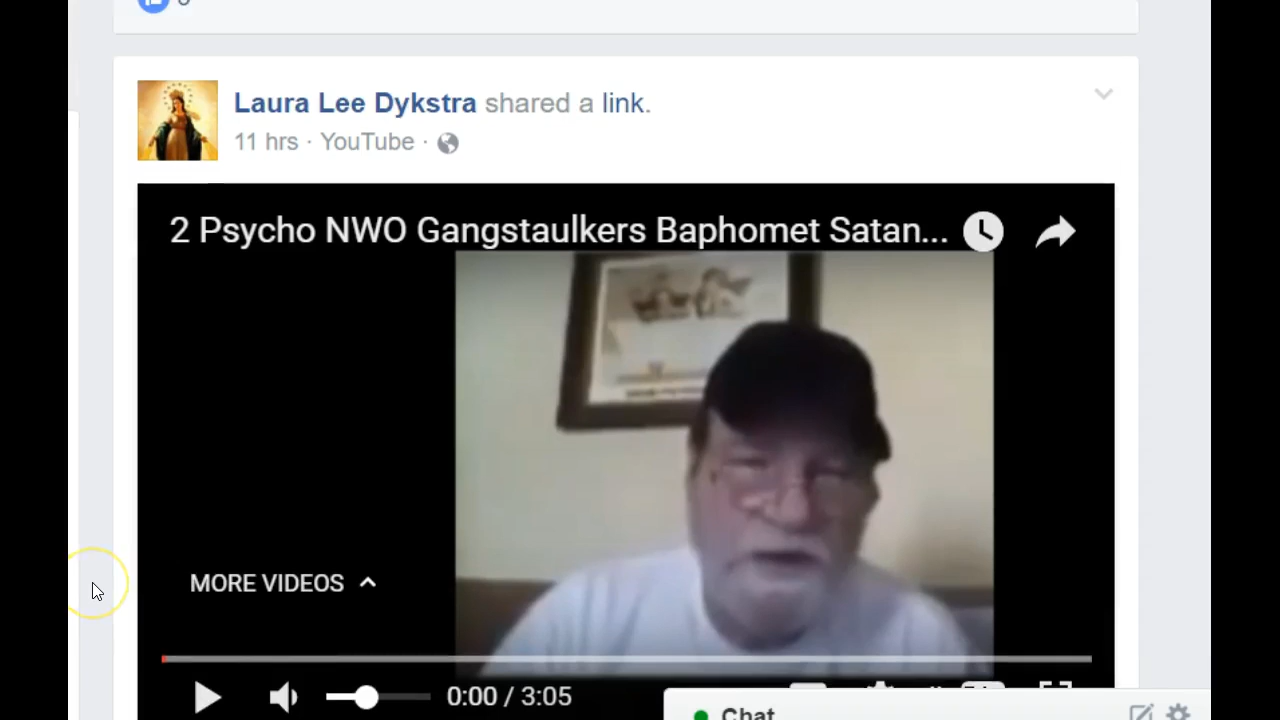 Laura Lee Dykstra shared a link.
11 hrs · YouTube ·
2 Psycho NWO Gangstaulkers Baphomet Satan...
MORE VIDEOS
0:00 / 3:05
Chat